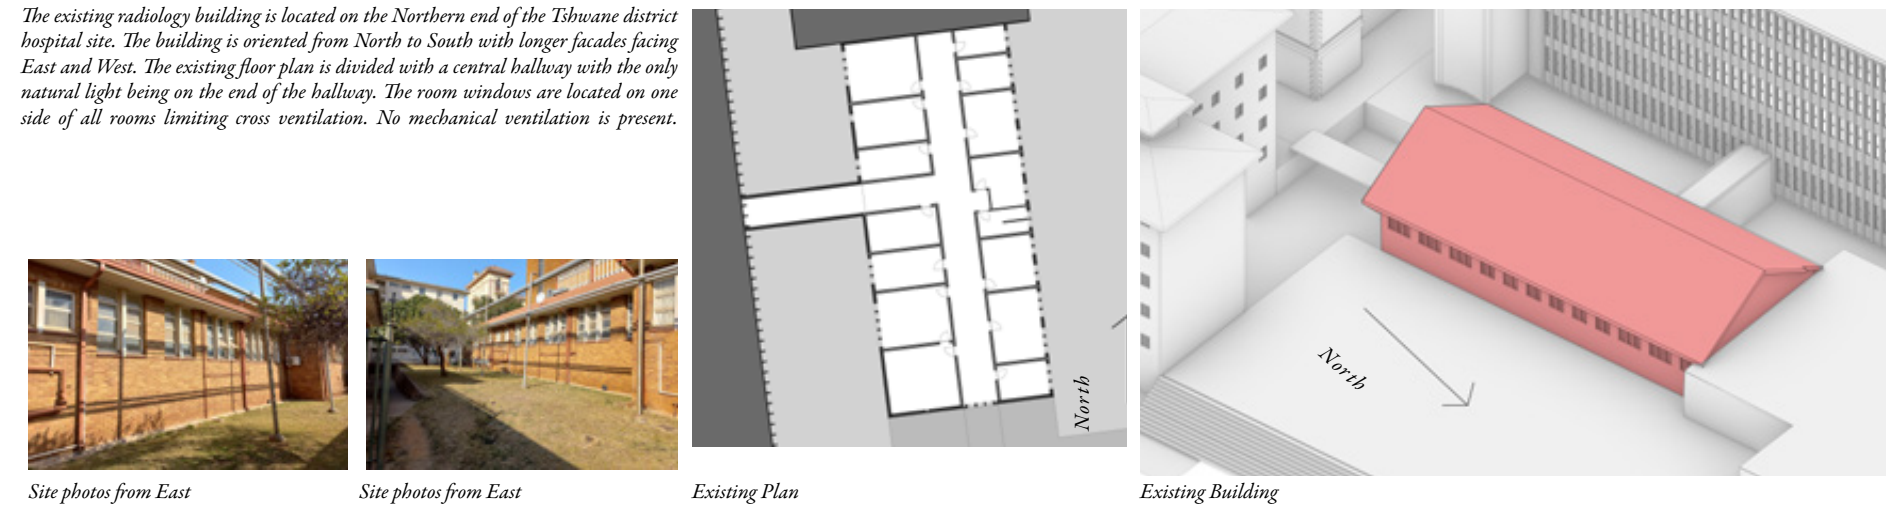 The existing radiology building is located on the Northern end of the Tshwane district
hospital site. The building is oriented from North to South with longer facades facing
East and West. The existing floor plan is divided with a central hallway with the only
natural light being on the end of the hallway. The room windows are located on one
side of all rooms limiting cross ventilation. No mechanical ventilation is present.
North
North
Site photos from East
Site photos from East
Existing Plan
Existing Building